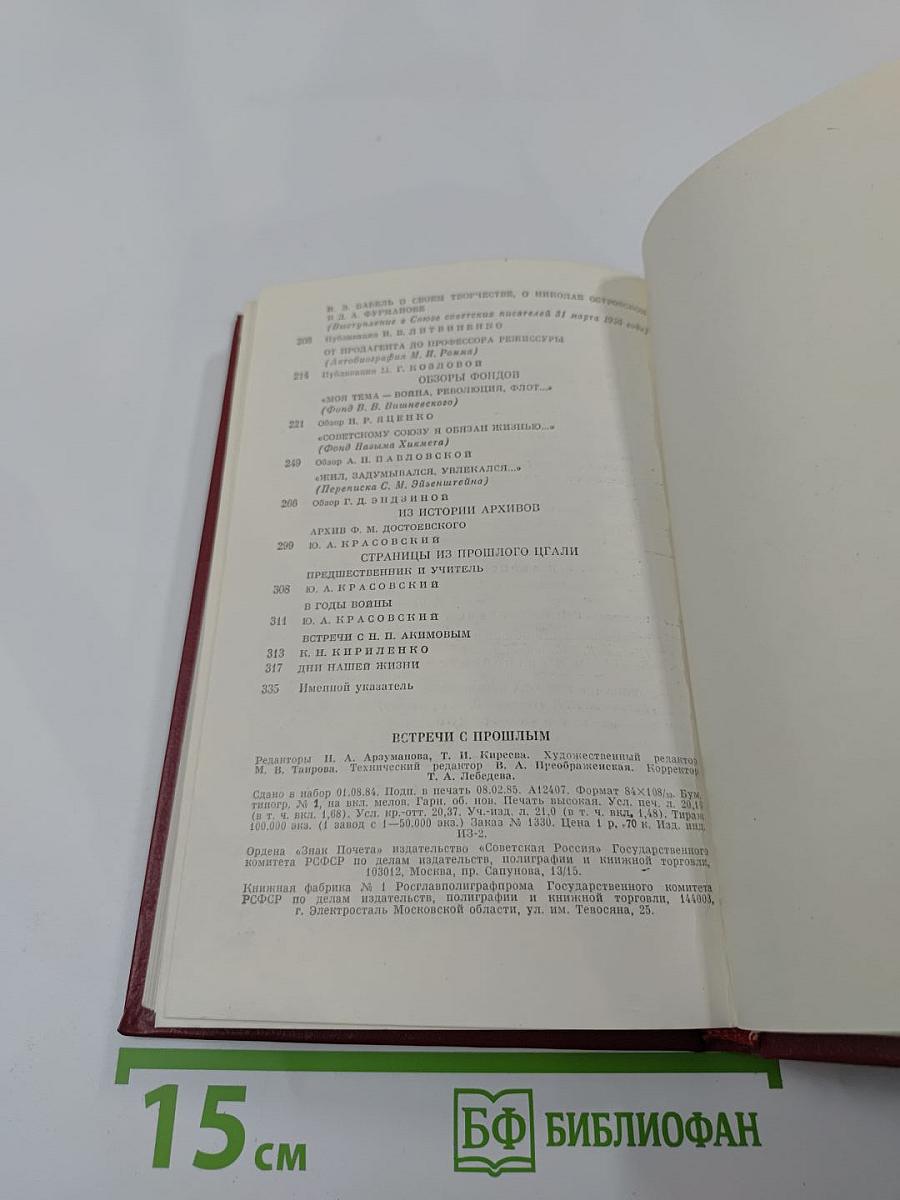 И. Э. БАБЕЛЬ О СВОЕМ ТВОРЧЕСТВЕ, О НИКОЛАЕ ОСТРОВСКОМ
И Д. А. ФУРМАНОВЕ
(Выступление в Союзе советских писателей 31 марта годы)
208 Публикация И. В. ЛИТВИНЕНКО
ОТ ПРОДАГЕНТА ДО ПРОФЕССОРА РЕЖИССУРЫ
(Автобиография М. И. Ромма)
214 Публикация Г. КОЗЛОВОЙ
ОБЗОРЫ ФОНДОВ
«МОЯ ТЕМА — ВОЙНА, РЕВОЛЮЦИЯ, ФЛОТ...»
(Фонд В. В. Вишневского)
221 Обзор Н. Р. ЯЦЕНКО
«СОВЕТСКОМУ СОЮЗУ Я ОБЯЗАН ЖИЗНЬЮ...»
(Фонд Назыма Хикмета)
249 Обзор А. П. ПАВЛОВСКОЙ
«ЖИЛ, ЗАДУМЫВАЛСЯ, УВЛЕКАЛСЯ...»
(Переписка С. М. Эйзенштейна)
266 Обзор Г. Д. ЭНДЗИНОЙ
ИЗ ИСТОРИИ АРХИВОВ
АРХИВ Ф. М. ДОСТОЕВСКОГО
299 Ю. А. КРАСОВСКИЙ
СТРАНИЦЫ ИЗ ПРОШЛОГО ЦГАЛИ
ПРЕДШЕСТВЕННИК И УЧИТЕЛЬ
308 Ю. А. КРАСОВСКИЙ
В ГОДЫ ВОЙНЫ
311 Ю. А. КРАСОВСКИЙ
ВСТРЕЧИ С Н. П. АКИМОВЫМ
313 К. Н. КИРИЛЕНКО
317 ДНИ НАШЕЙ ЖИЗНИ
335 Именной указатель
ВСТРЕЧИ С ПРОШЛЫМ
Редакторы Н. А. Арзуманова, Т. И. Киреева. Художественный редактор
М. В. Таирова. Технический редактор В. А. Преображенская. Корректор
Т. А. Лебедева.
Сдано в набор 01.08.84. Подп. в печать 08.02.85. А12407. Формат 84×108/32. Бум.
типогр. № 1, на вкл. мелов. Гарн. об. нов. Печать высокая. Усл. печ. л. 20,16
(в т. ч. вкл. 1,68). Усл. кр.-отт. 20,37. Уч.-изд. л. 21,0 (в т. ч. вкл. 1,48). Тираж
100.000 экз. (1 завод с 1—50.000 экз.) Заказ № 1330. Цена 1 р. 70 к. Изд. инд.
ИЗ-2.
Ордена «Знак Почета» издательство «Советская Россия» Государственного
комитета РСФСР по делам издательств, полиграфии и книжной торговли,
103012, Москва, пр. Сапунова, 13/15.
Книжная фабрика № 1 Росглавполиграфпрома Государственного комитета
РСФСР по делам издательств, полиграфии и книжной торговли, 144003,
г. Электросталь Московской области, ул. им. Тевосяна, 25.
15 см
БФ БИБЛИОФАН